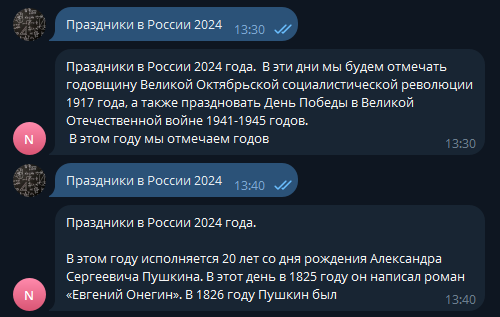 Праздники в России 2024 13:30
Праздники в России 2024 года. В эти дни мы будем отмечать
годовщину Великой Октябрьской социалистической революции
1917 года, а также праздновать День Победы в Великой
Отечественной войне 1941-1945 годов.
В этом году мы отмечаем годов
N 13:30
Праздники в России 2024 13:40
Праздники в России 2024 года.
В этом году исполняется 20 лет со дня рождения Александра
Сергеевича Пушкина. В этот день в 1825 году он написал роман
«Евгений Онегин». В 1826 году Пушкин был
N 13:40